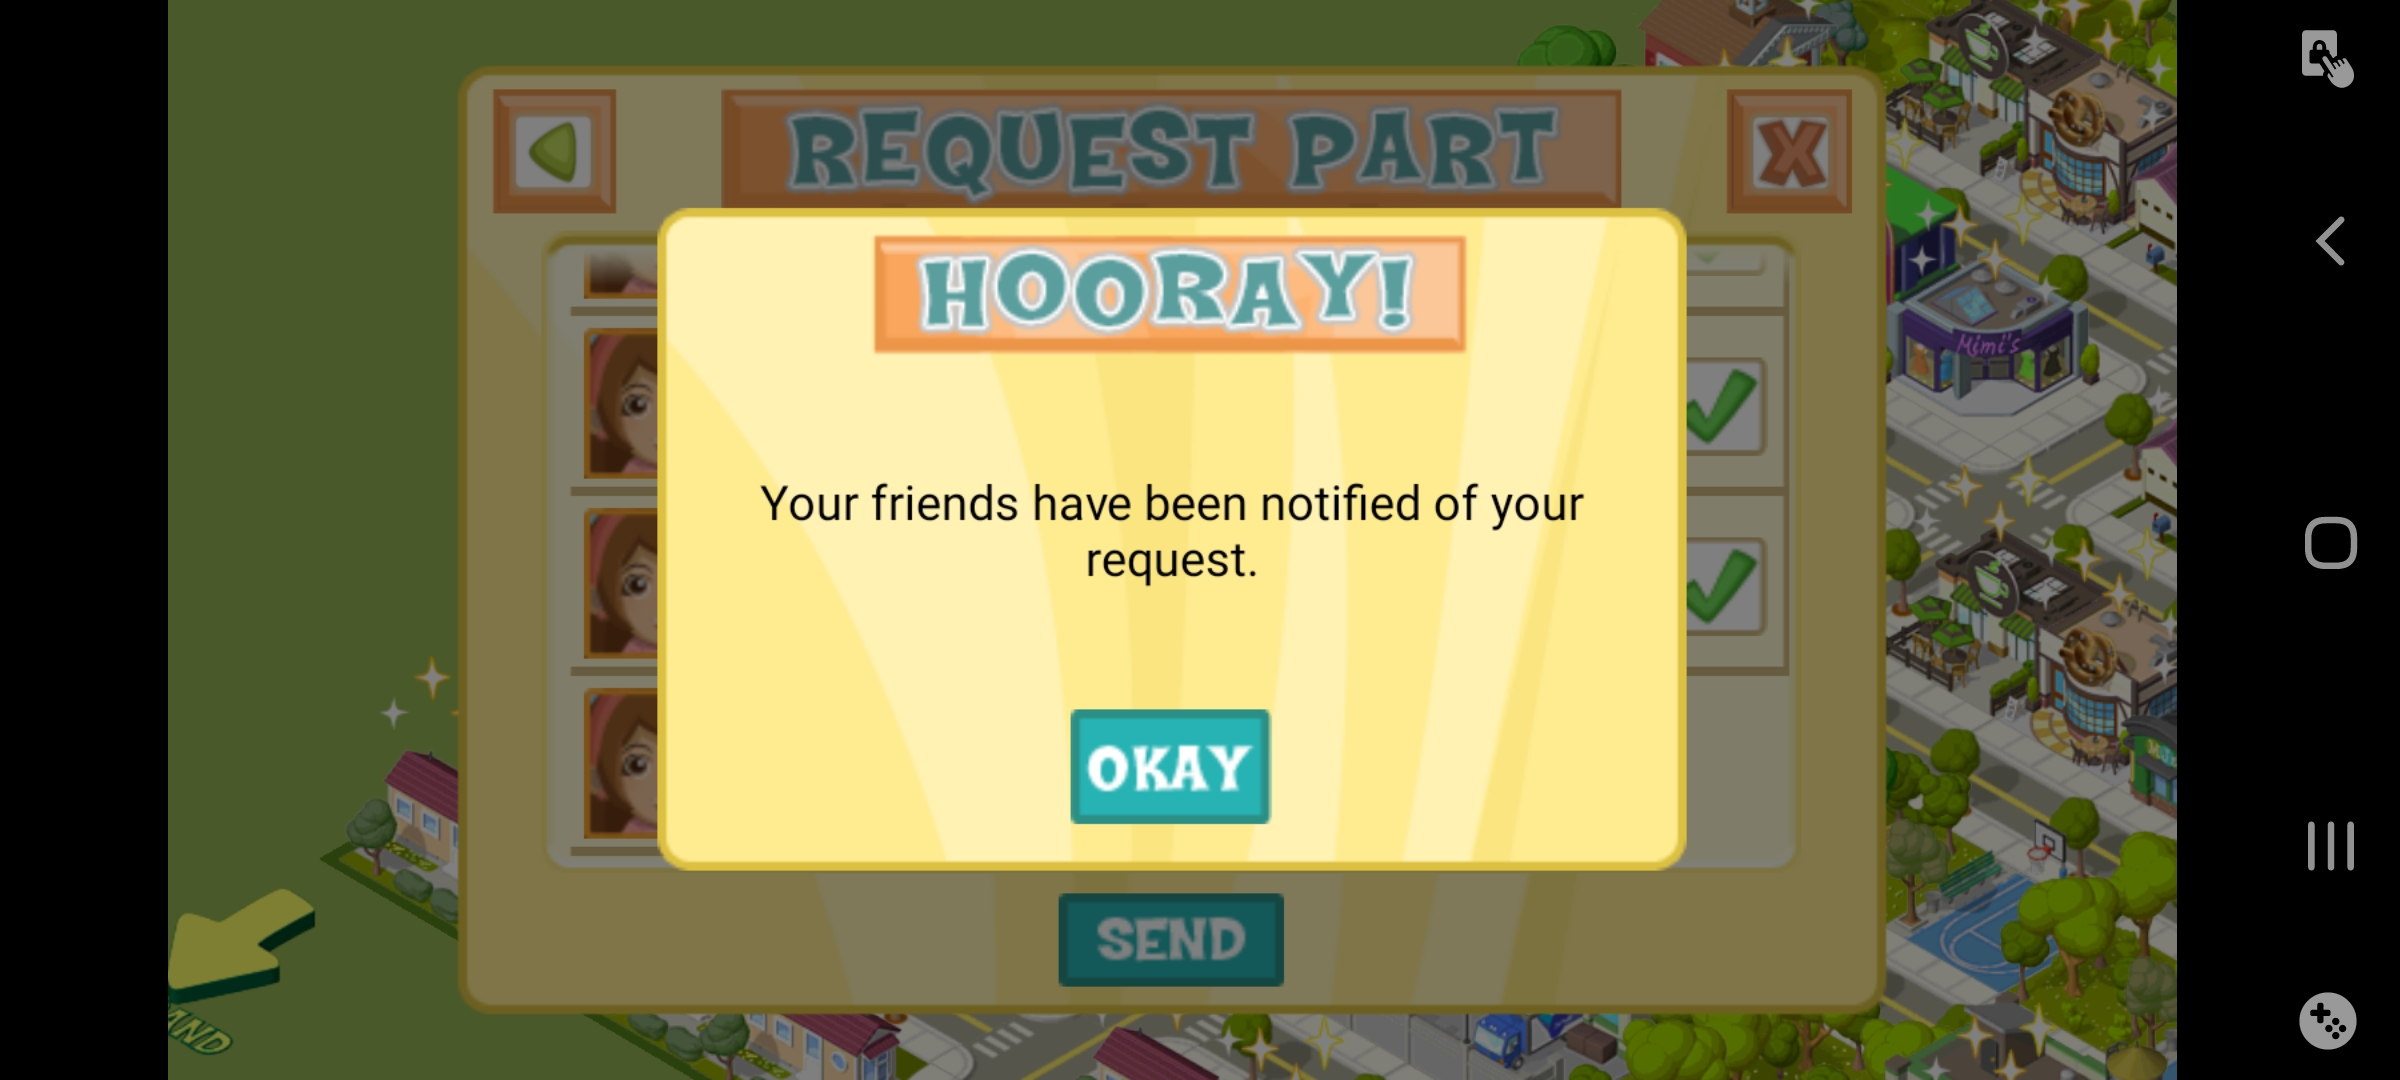 REQUEST PART
HOORAY!
Your friends have been notified of your
request.
OKAY
SEND
Mimi's